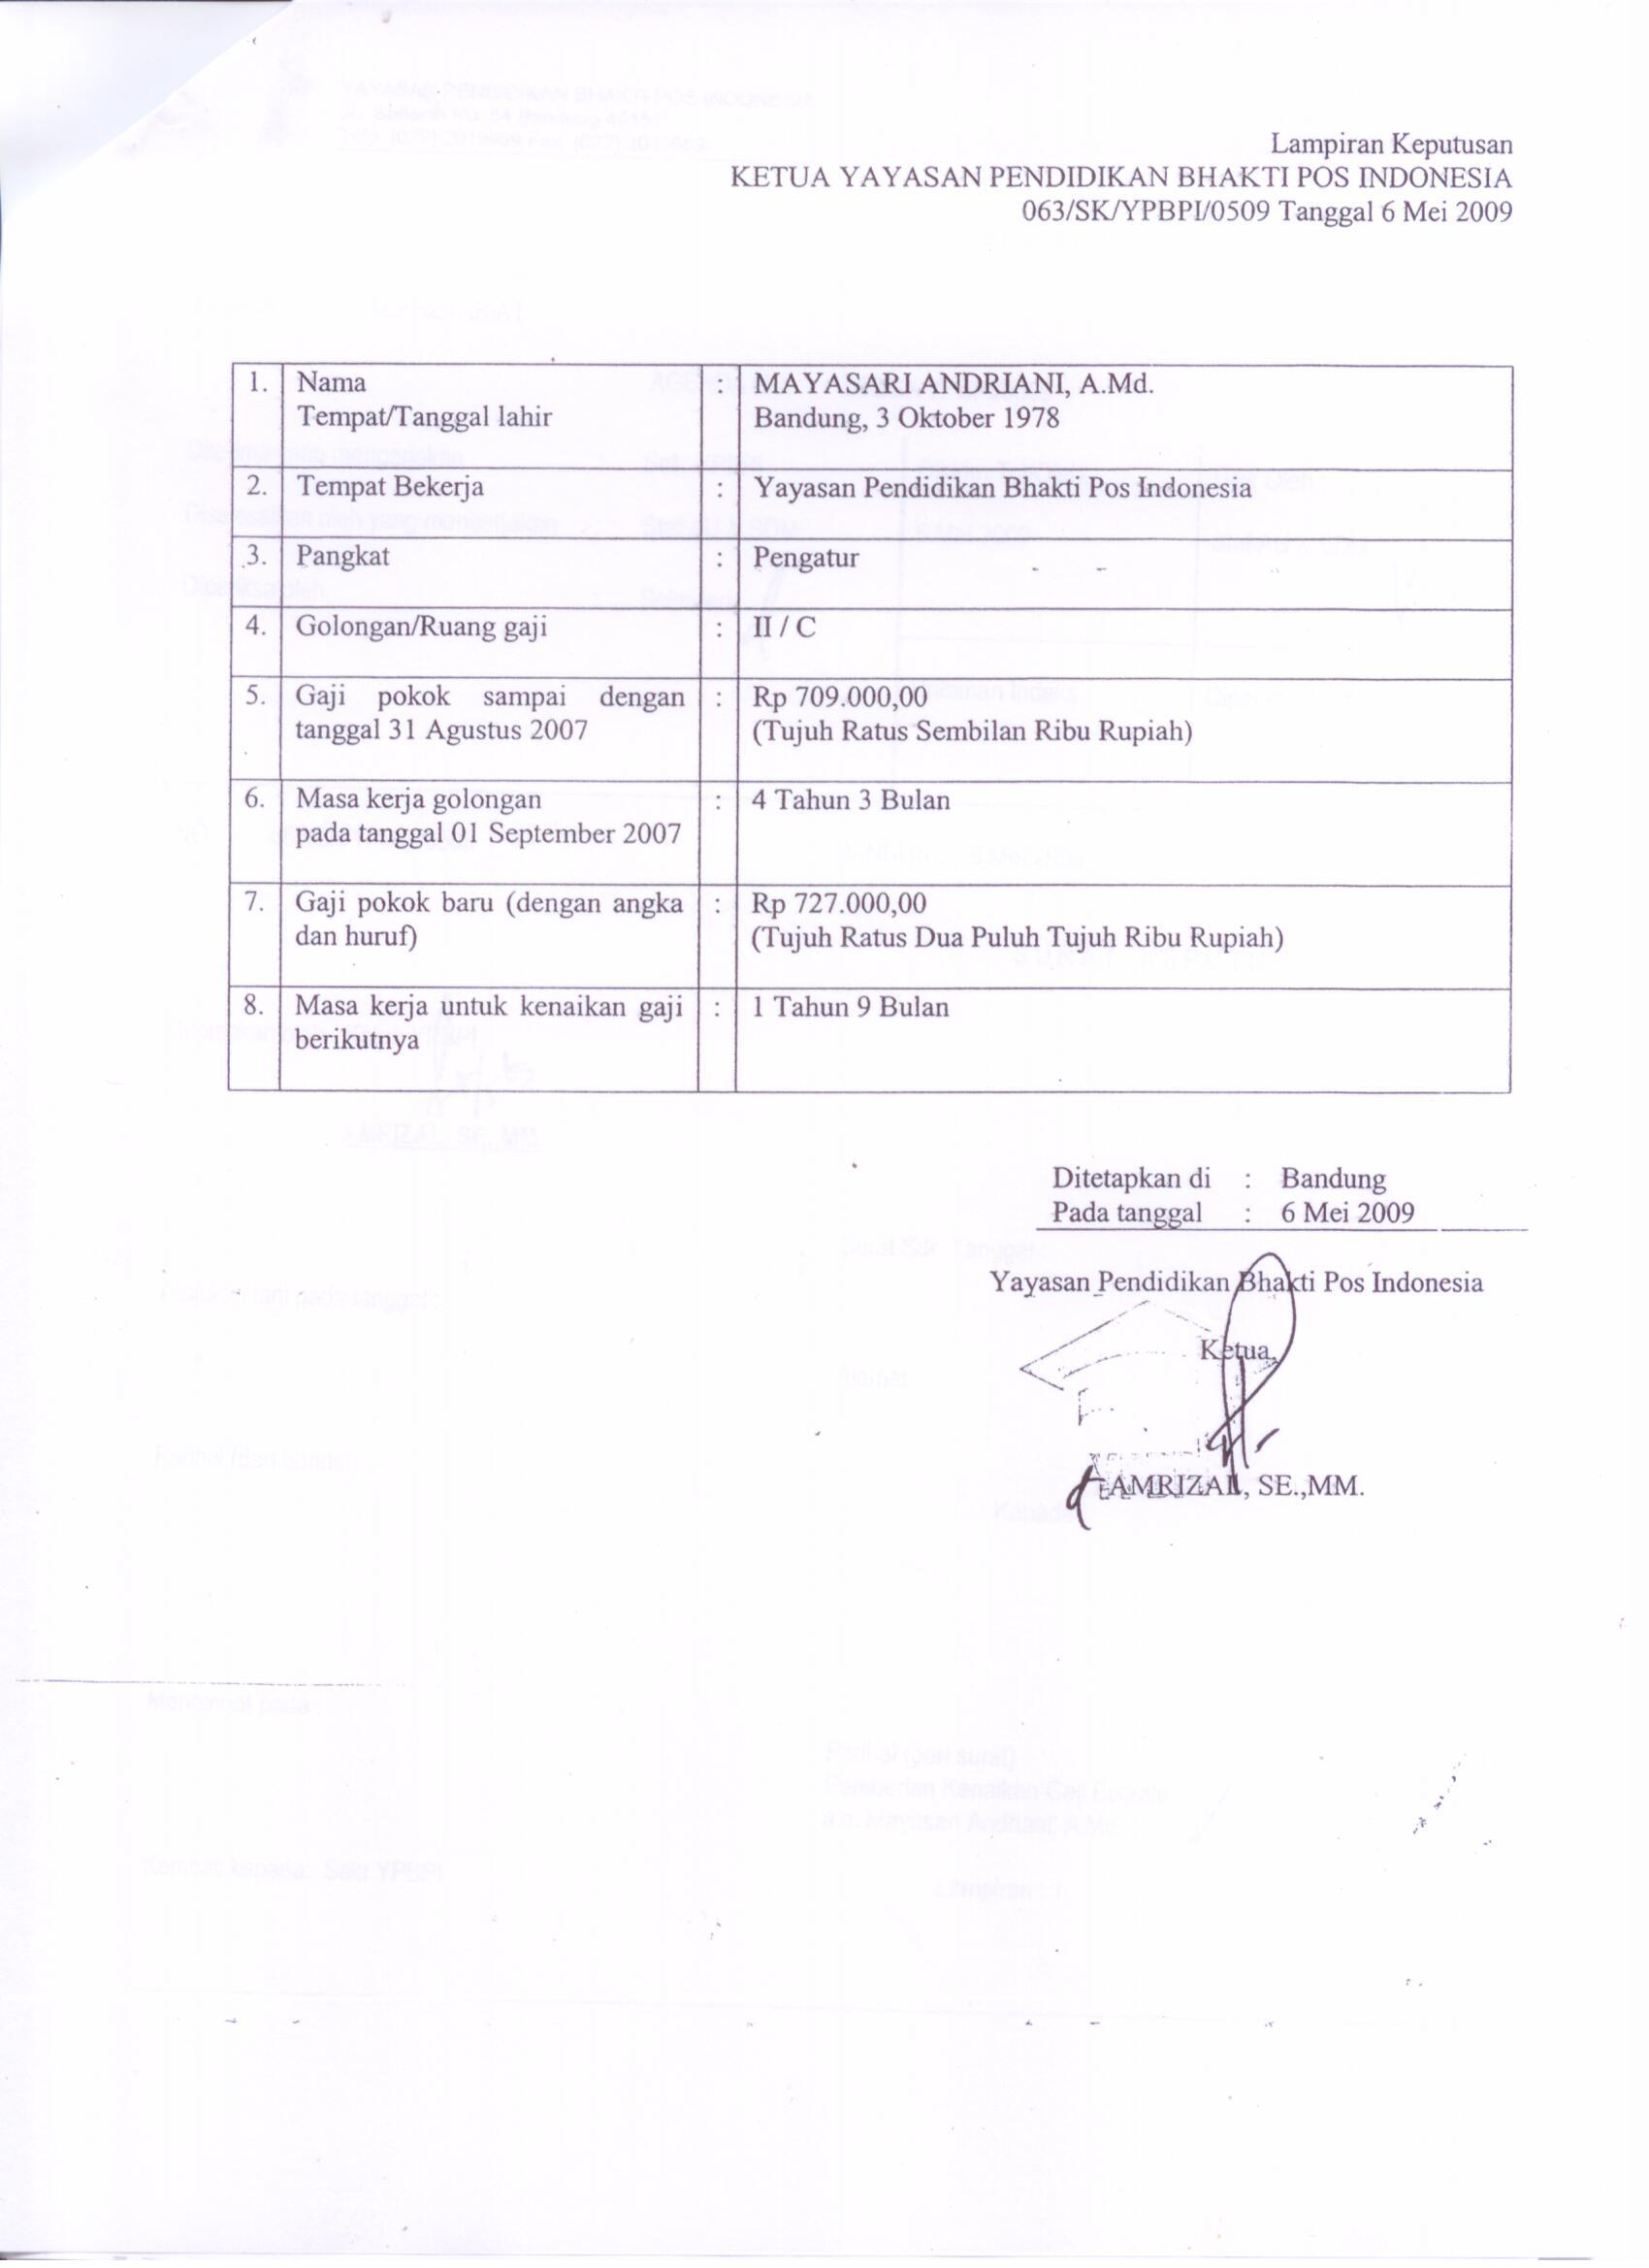 Lampiran Keputusan
KETUA YAYASAN PENDIDIKAN BHAKTI POS INDONESIA
063/SK/YPBPI/0509 Tanggal 6 Mei 2009
1. Nama : MAYASARI ANDRIANI, A.Md.
Tempat/Tanggal lahir Bandung, 3 Oktober 1978
2. Tempat Bekerja : Yayasan Pendidikan Bhakti Pos Indonesia
3. Pangkat : Pengatur
4. Golongan/Ruang gaji : II / C
5. Gaji pokok sampai dengan : Rp 709.000,00
tanggal 31 Agustus 2007 (Tujuh Ratus Sembilan Ribu Rupiah)
6. Masa kerja golongan : 4 Tahun 3 Bulan
pada tanggal 01 September 2007
7. Gaji pokok baru (dengan angka : Rp 727.000,00
dan huruf) (Tujuh Ratus Dua Puluh Tujuh Ribu Rupiah)
8. Masa kerja untuk kenaikan gaji : 1 Tahun 9 Bulan
berikutnya
Ditetapkan di : Bandung
Pada tanggal : 6 Mei 2009
Yayasan Pendidikan Bhakti Pos Indonesia
Ketua,
AMRIZAL, SE.,MM.